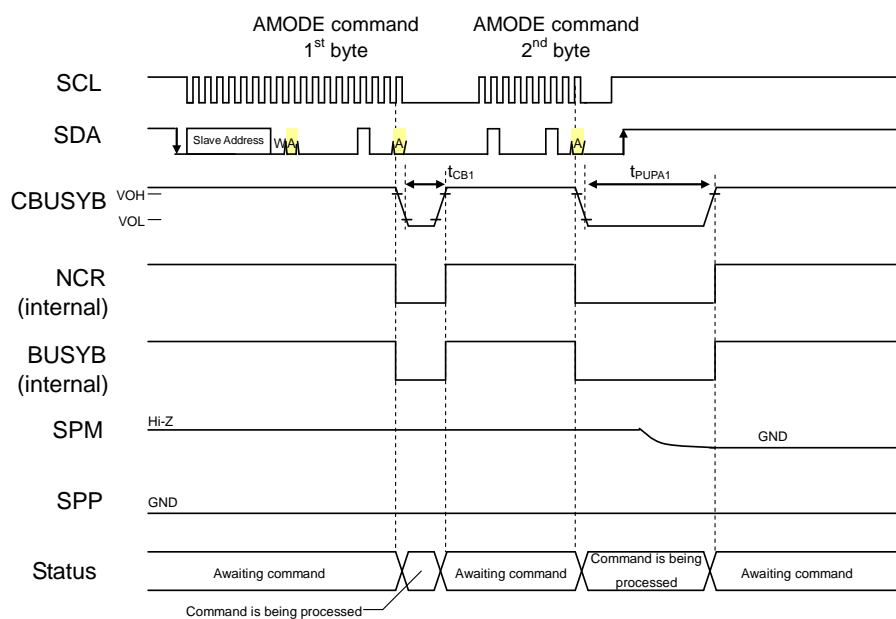 AMODE command
1st byte
AMODE command
2nd byte
SCL
SDA
Slave Address
W
A
A
A
CBUSYB
VOH
VOL
tCB1
tPUPA1
NCR
(internal)
BUSYB
(internal)
SPM
Hi-Z
GND
SPP
GND
Status
Awaiting command
Awaiting command
Command is being
processed
Awaiting command
Command is being processed